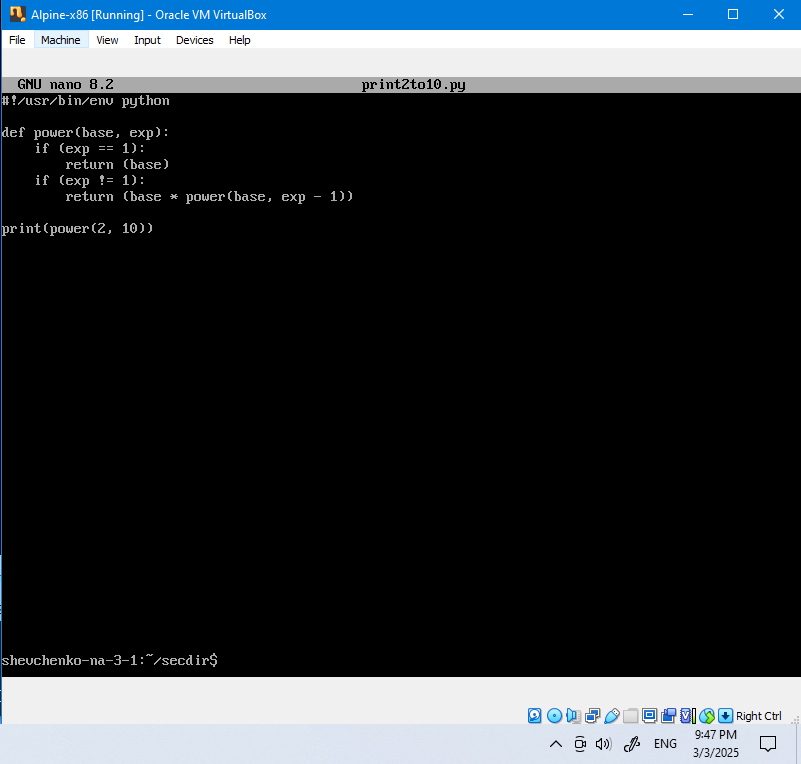 Alpine-x86 [Running] - Oracle VM VirtualBox
File Machine View Input Devices Help
GNU nano 8.2 print2to10.py
#!/usr/bin/env python
def power(base, exp):
    if (exp == 1):
        return (base)
    if (exp != 1):
        return (base * power(base, exp - 1))
print(power(2, 10))
shevchenko-na-3-1:~/secdir$
Right Ctrl
ENG
9:47 PM
3/3/2025